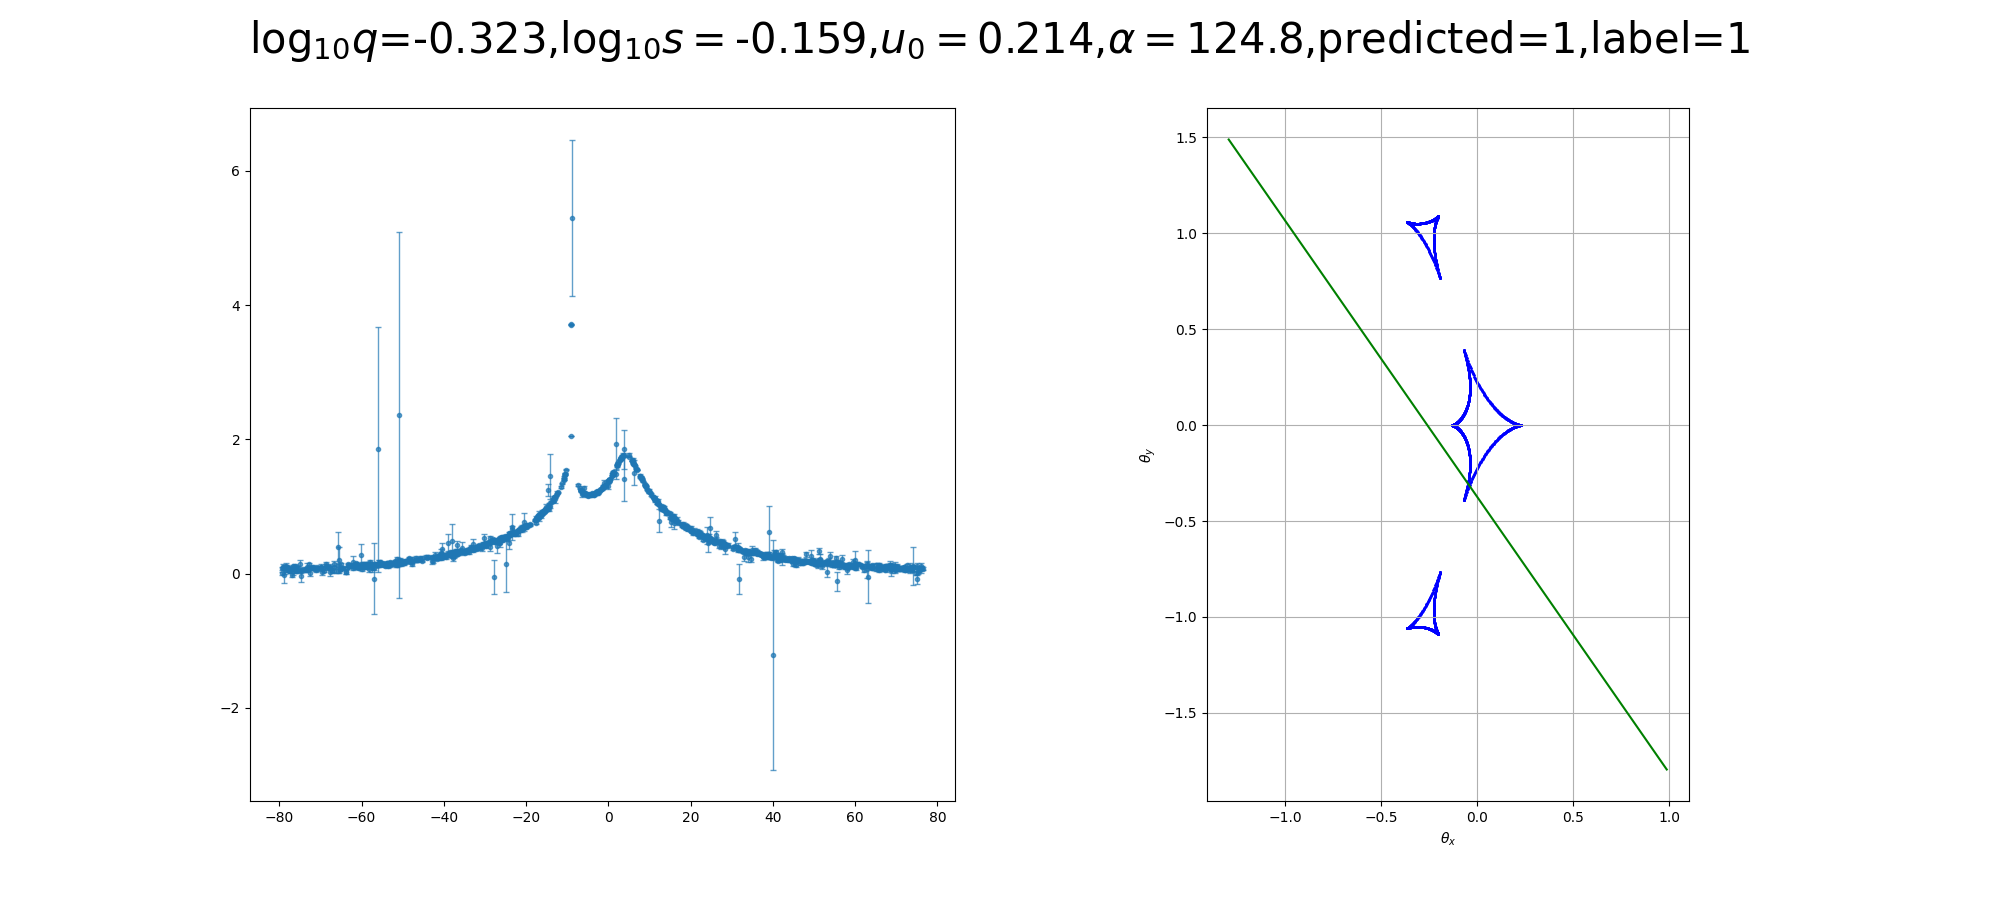 log₁₀q=-0.323,log₁₀s = -0.159,u₀ = 0.214,α = 124.8,predicted=1,label=1
6
4
2
0
−2
−80 −60 −40 −20 0 20 40 60 80
1.5
1.0
0.5
0.0
−0.5
−1.0
−1.5
θy
−1.0 −0.5 0.0 0.5 1.0
θx